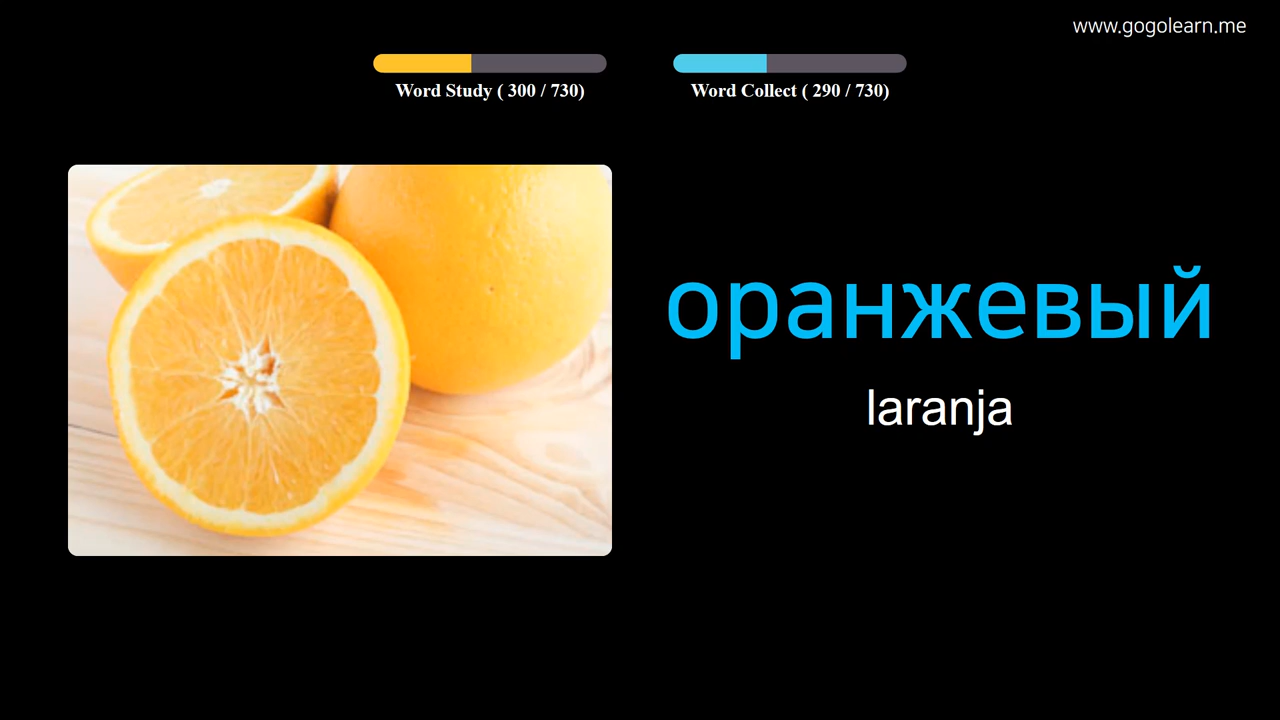 www.gogolearn.me
Word Study ( 300 / 730)
Word Collect ( 290 / 730)
оранжевый
laranja